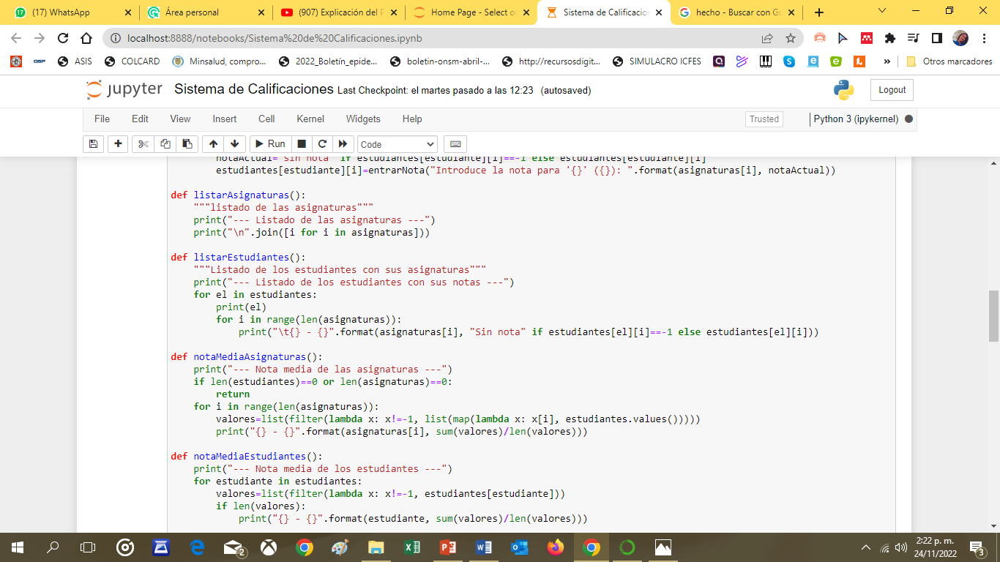 (17) WhatsApp
Área personal
(907) Explicación del P
Home Page - Select o
Sistema de Calificacio
hecho - Buscar con Go
localhost:8888/notebooks/Sistema%20de%20Calificaciones.ipynb
ASIS
COLCARD
Minsalud, compro...
2022_Boletín_epide...
boletin-onsm-abril-...
http://recursosdigit...
SIMULACRO ICFES
»
Otros marcadores
jupyter
Sistema de Calificaciones Last Checkpoint: el martes pasado a las 12:23 (autosaved)
Logout
File Edit View Insert Cell Kernel Widgets Help
Trusted
Python 3 (ipykernel)
Run
Code
notaActual="sin nota" if estudiantes[estudiante][i]==-1 else estudiantes[estudiante][i]
estudiantes[estudiante][i]=entrarNota("Introduce la nota para '{}' ({}): ".format(asignaturas[i], notaActual))
def listarAsignaturas():
"""listado de las asignaturas"""
print("--- Listado de las asignaturas ---")
print("\n".join([i for i in asignaturas]))
def listarEstudiantes():
"""Listado de los estudiantes con sus asignaturas"""
print("--- Listado de los estudiantes con sus notas ---")
for el in estudiantes:
print(el)
for i in range(len(asignaturas)):
print("\t{} - {}".format(asignaturas[i], "Sin nota" if estudiantes[el][i]==-1 else estudiantes[el][i]))
def notaMediaAsignaturas():
print("--- Nota media de las asignaturas ---")
if len(estudiantes)==0 or len(asignaturas)==0:
return
for i in range(len(asignaturas)):
valores=list(filter(lambda x: x!=-1, list(map(lambda x: x[i], estudiantes.values()))))
print("{} - {}".format(asignaturas[i], sum(valores)/len(valores)))
def notaMediaEstudiantes():
print("--- Nota media de los estudiantes ---")
for estudiante in estudiantes:
valores=list(filter(lambda x: x!=-1, estudiantes[estudiante]))
if len(valores):
print("{} - {}".format(estudiante, sum(valores)/len(valores)))
2:22 p. m.
24/11/2022